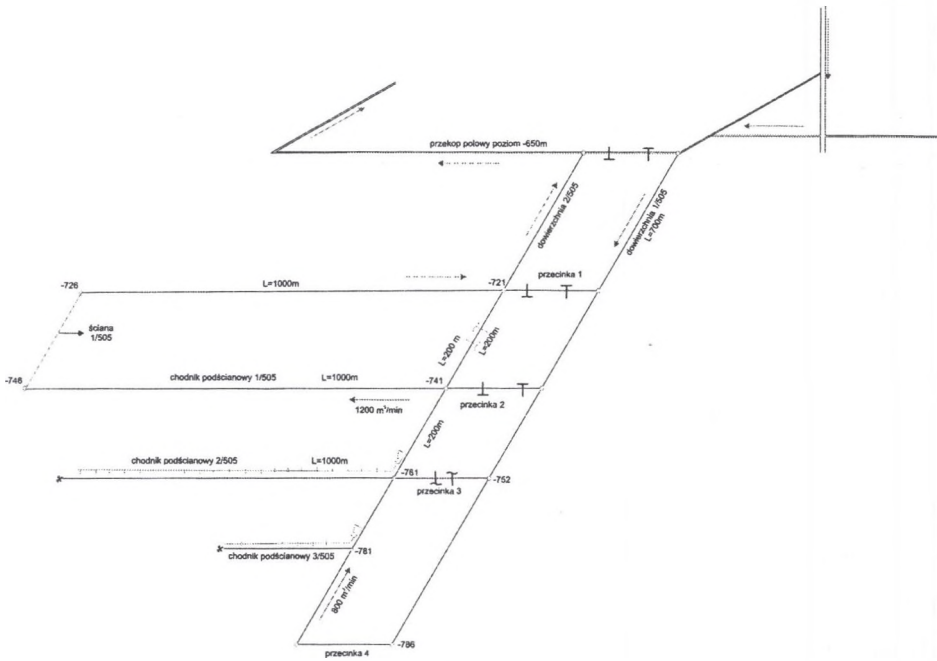 przekop polowy poziom -650m
dowierzchnia 2/505
dowierzchnia 1/505
L=700m
przecinka 1
-726
L=1000m
-721
ściana
1/505
L=200 m
L=200m
-748
chodnik podścianowy 1/505
L=1000m
-741
1200 m³/min
przecinka 2
L=200m
chodnik podścianowy 2/505
L=1000m
-761
-752
przecinka 3
chodnik podścianowy 3/505
-781
800 m³/min
-786
przecinka 4